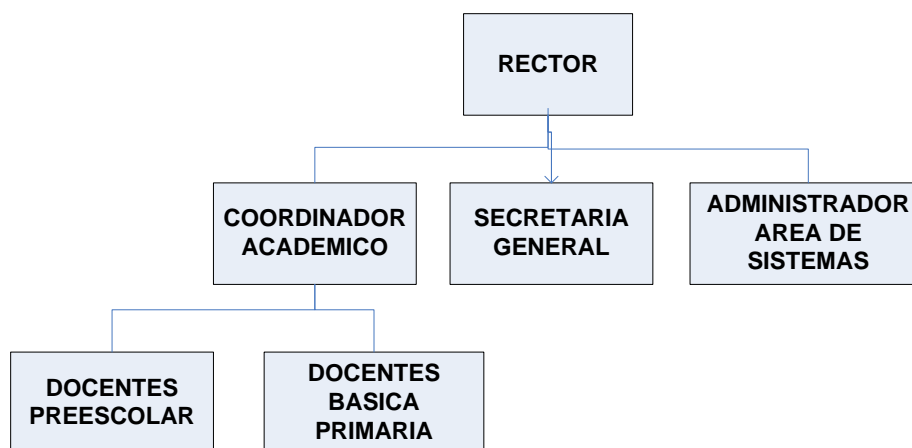 RECTOR
COORDINADOR
ACADEMICO
SECRETARIA
GENERAL
ADMINISTRADOR
AREA DE
SISTEMAS
DOCENTES
PREESCOLAR
DOCENTES
BASICA
PRIMARIA